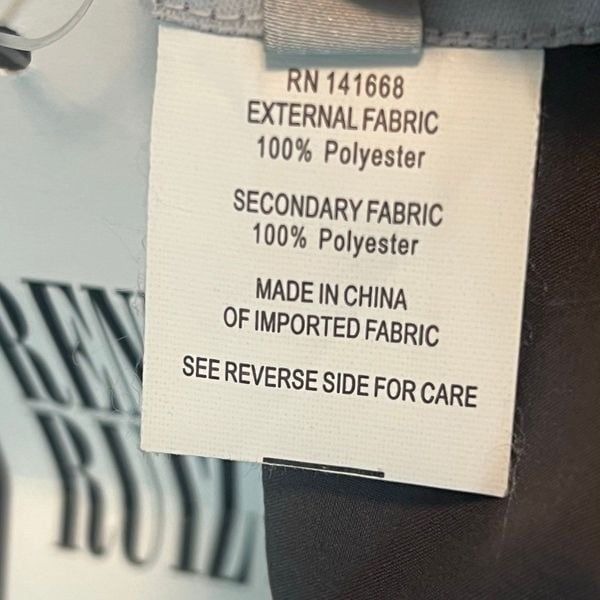 RN 141668
EXTERNAL FABRIC
100% Polyester
SECONDARY FABRIC
100% Polyester
MADE IN CHINA
OF IMPORTED FABRIC
SEE REVERSE SIDE FOR CARE
RUIZ